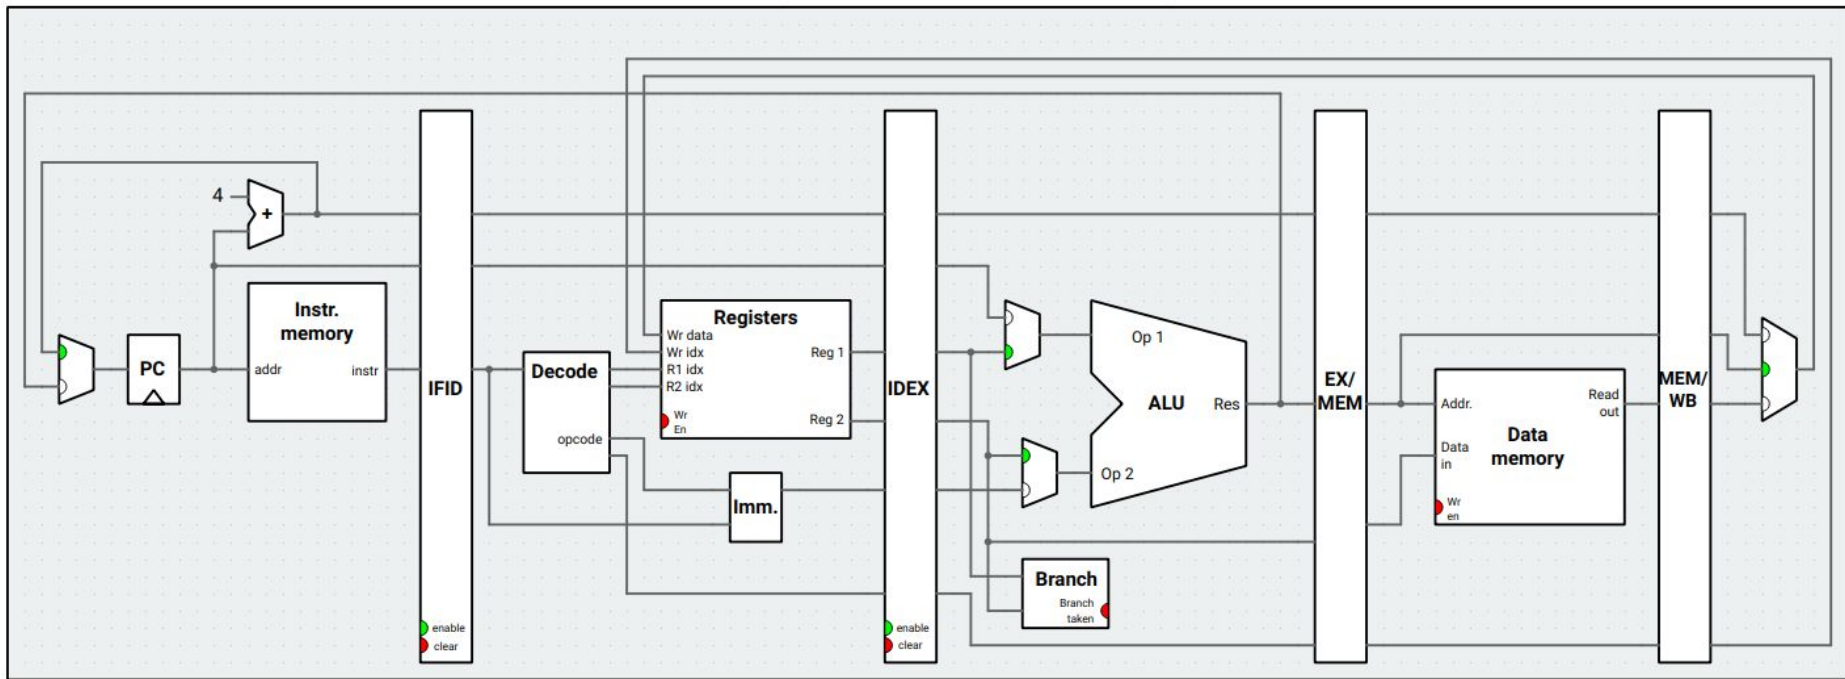 4
+
PC
Instr.
memory
addr
instr
IFID
enable
clear
Decode
opcode
Registers
Wr data
Wr idx
R1 idx
R2 idx
Wr
En
Reg 1
Reg 2
Imm.
IDEX
enable
clear
Op 1
Op 2
ALU
Res
Branch
Branch
taken
EX/
MEM
Addr.
Data
in
Wr
en
Read
out
Data
memory
MEM/
WB